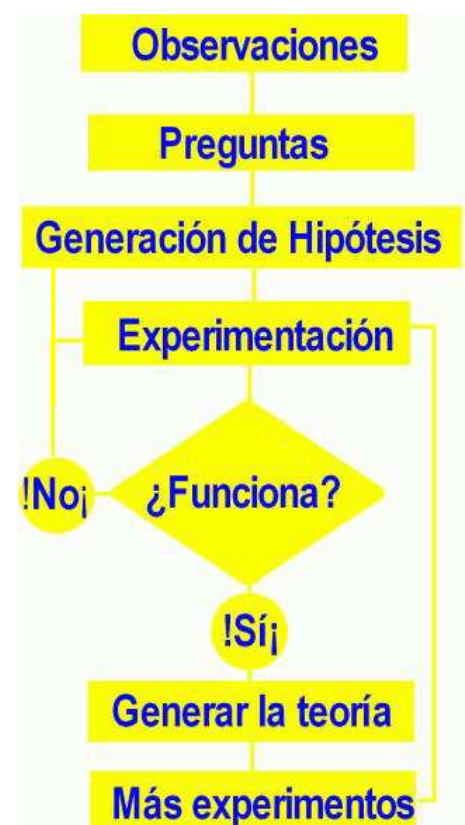 Observaciones
Preguntas
Generación de Hipótesis
Experimentación
¿Funciona?
!No¡
!Sí¡
Generar la teoría
Más experimentos